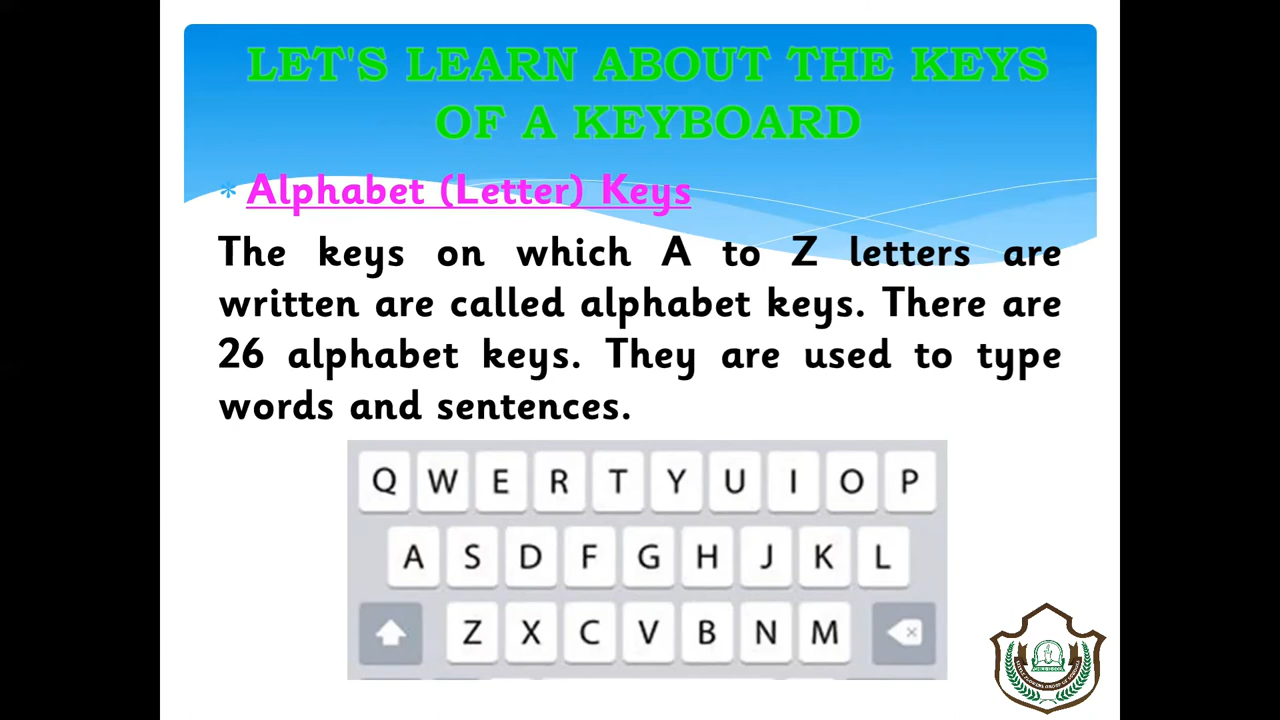 LET'S LEARN ABOUT THE KEYS
OF A KEYBOARD
* Alphabet (Letter) Keys
The keys on which A to Z letters are
written are called alphabet keys. There are
26 alphabet keys. They are used to type
words and sentences.
Q W E R T Y U I O P
A S D F G H J K L
Z X C V B N M